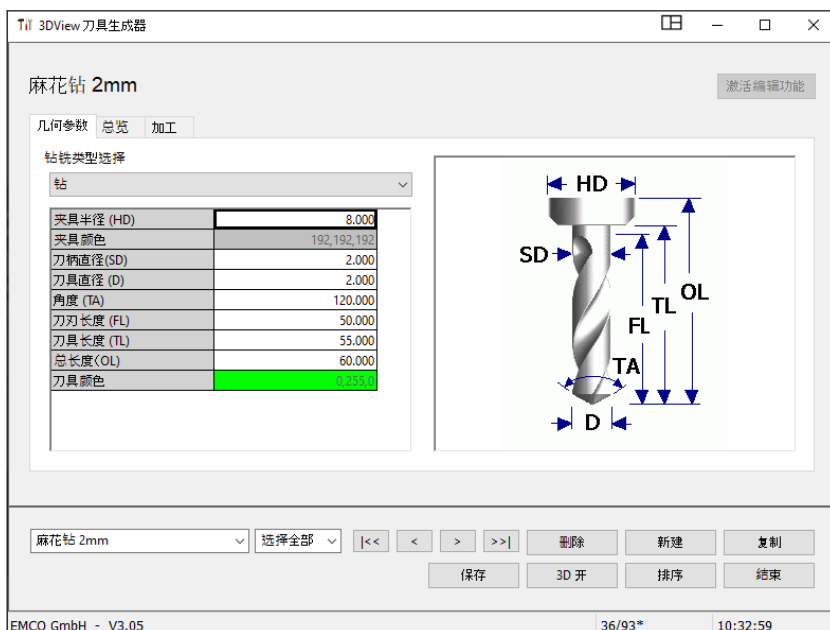 3DView 刀具生成器
麻花钻 2mm
激活编辑功能
几何参数 总览 加工
钻铣类型选择
钻
夹具半径 (HD) 8.000
夹具颜色 192,192,192
刀柄直径(SD) 2.000
刀具直径 (D) 2.000
角度 (TA) 120.000
刀刃长度 (FL) 50.000
刀具长度 (TL) 55.000
总长度(OL) 60.000
刀具颜色 0,255,0
HD
SD
OL
TL
FL
TA
D
麻花钻 2mm 选择全部 |<< < > >>| 删除 新建 复制
保存 3D 开 排序 结束
EMCO GmbH - V3.05 36/93* 10:32:59